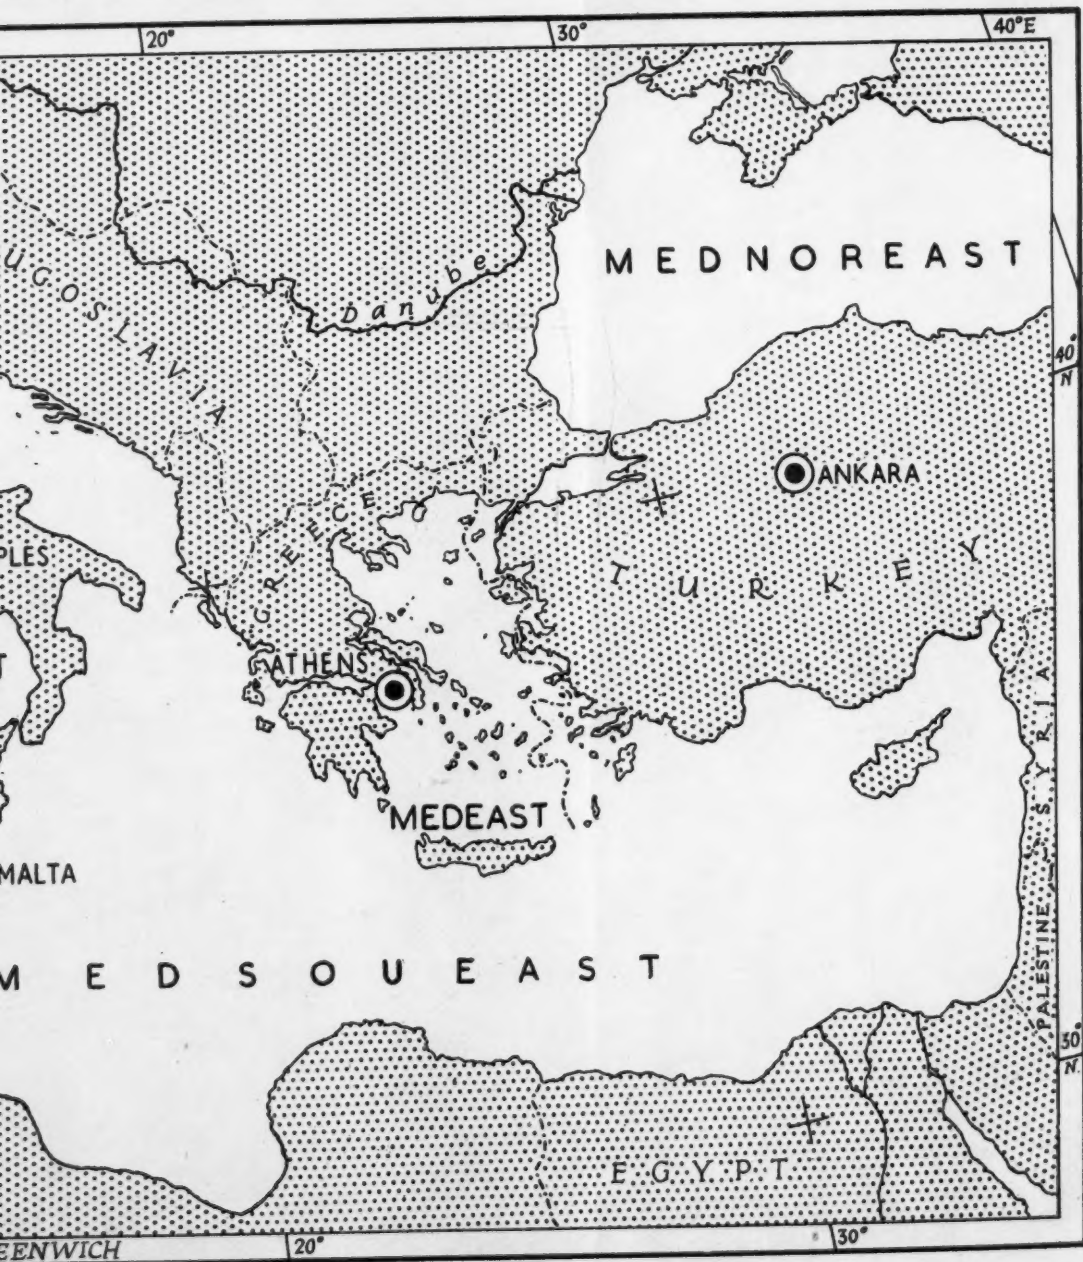 20° 30° 40°E
MEDNOREAST
Danube
UGOSLAVIA
40°
N
ANKARA
GREECE
PLES
TURKEY
ATHENS
T
SYRIA
MEDEAST
MALTA
PALESTINE
MEDSOUEAST
30°
N
EGYPT
EENWICH 20° 30°